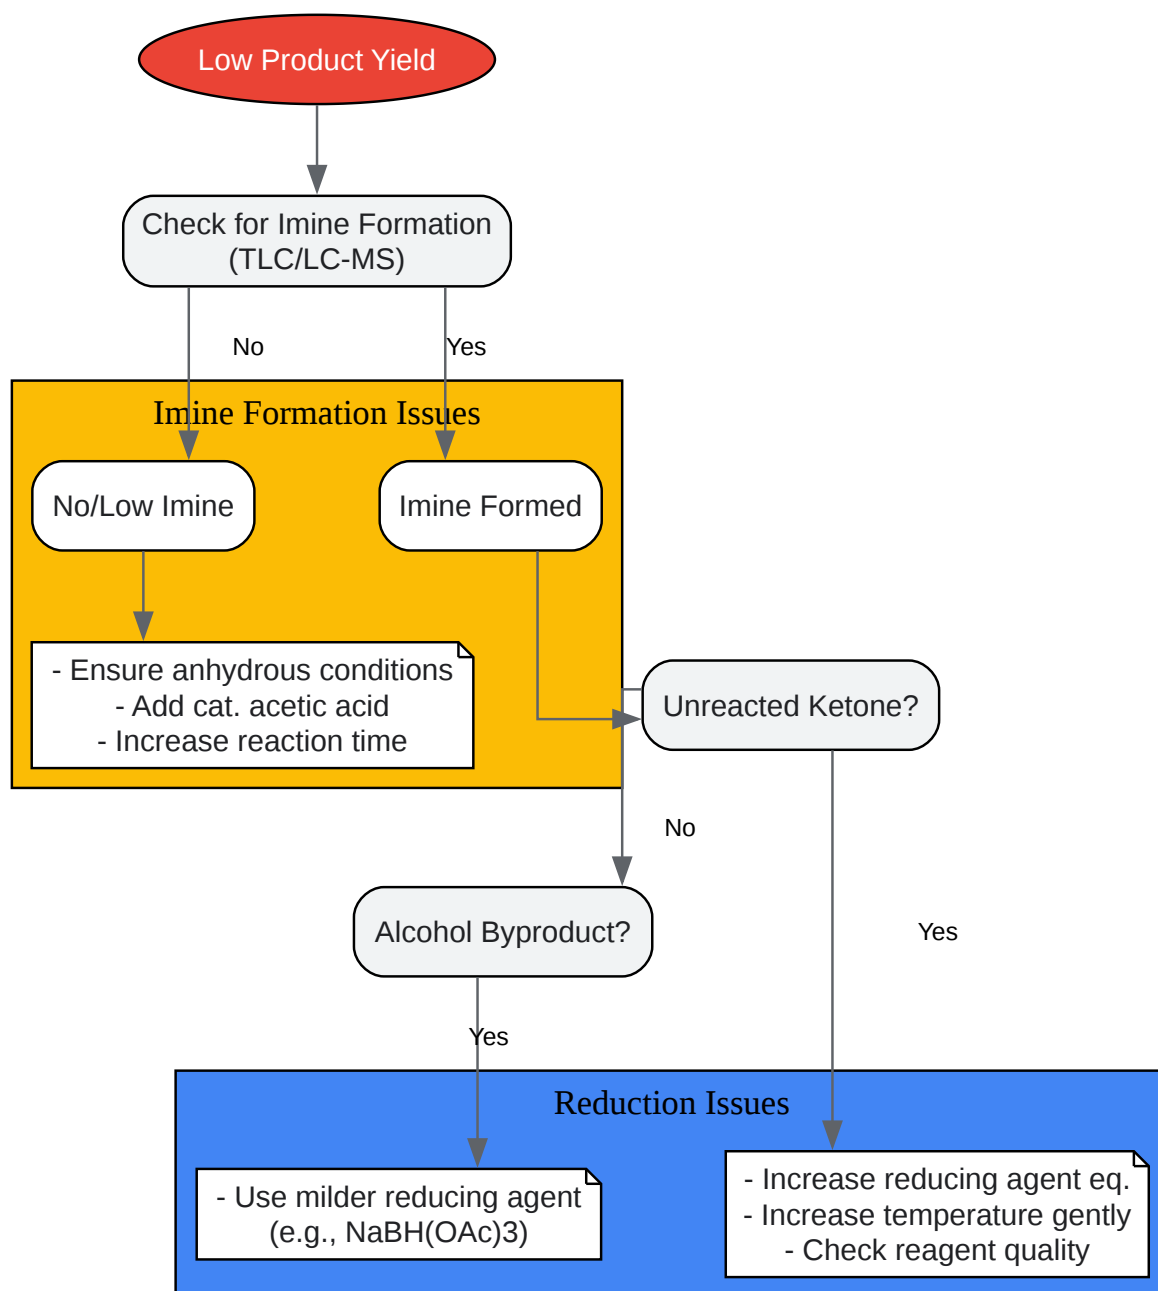 Low Product Yield
Check for Imine Formation
(TLC/LC-MS)
No
Yes
Imine Formation Issues
No/Low Imine
Imine Formed
- Ensure anhydrous conditions
- Add cat. acetic acid
- Increase reaction time
Unreacted Ketone?
No
Alcohol Byproduct?
Yes
Yes
Reduction Issues
- Use milder reducing agent
(e.g., NaBH(OAc)3)
- Increase reducing agent eq.
- Increase temperature gently
- Check reagent quality